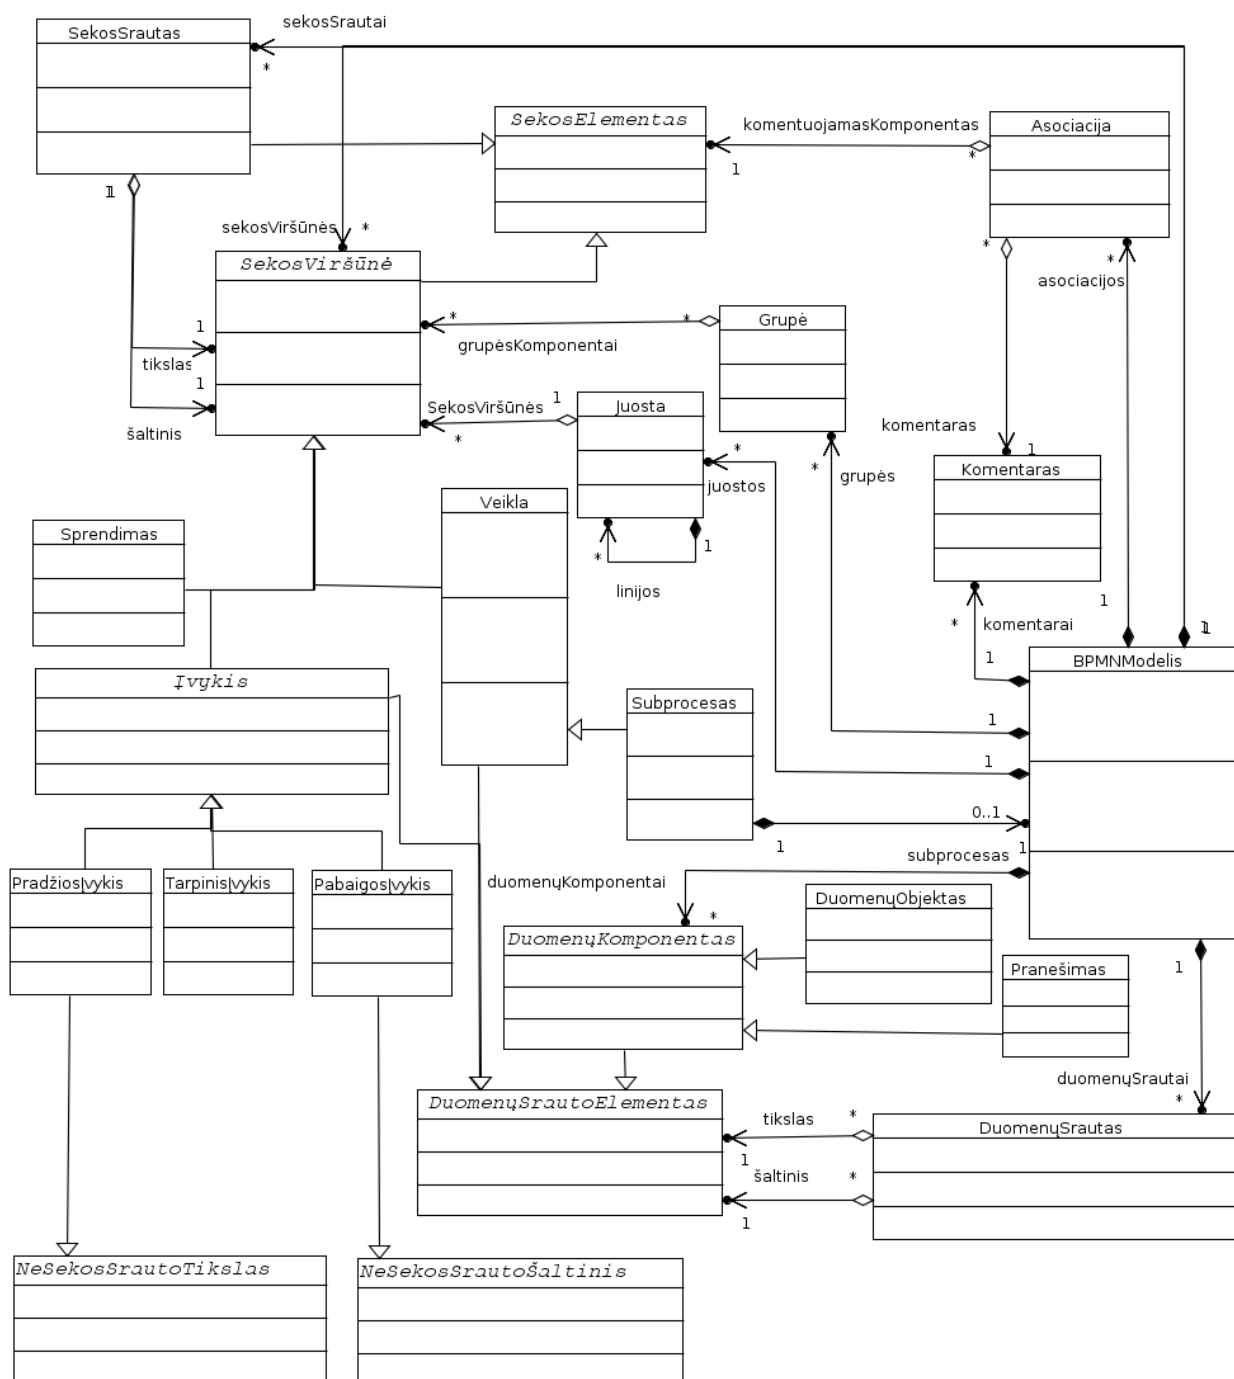 sekosSrautai
SekosSrautas
*
SekosElementas
komentuojamasKomponentas
*
1
Asociacija
11
sekosViršūnės
*
*
*
asociacijos
SekosViršūnė
1
tikslas
1
šaltinis
*
*
grupėsKomponentai
Grupė
SekosViršūnės
*
1
Juosta
*
juostos
*
grupės
komentaras
1
Komentaras
Veikla
Sprendimas
*
1
linijos
1
*
komentarai
1
11
BPMNModelis
Įvykis
Subprocesas
1
1
0..1
1
subprocesas
1
PradžiosĮvykis
TarpinisĮvykis
PabaigosĮvykis
duomenųKomponentai
*
DuomenųObjektas
DuomenųKomponentas
Pranešimas
1
duomenųSrautai
*
DuomenųSrautoElementas
tikslas
*
1
šaltinis
*
1
DuomenųSrautas
NeSekosSrautoTikslas
NeSekosSrautoŠaltinis